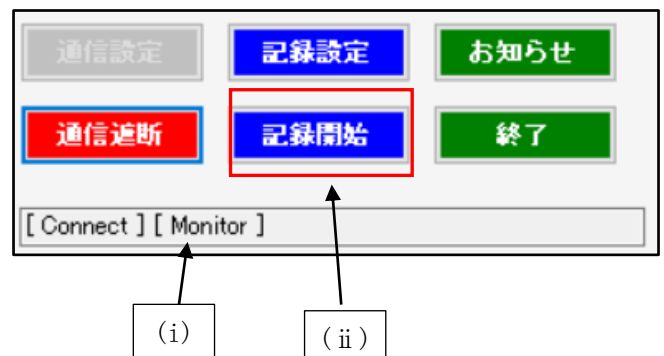 通信設定 記録設定 お知らせ
通信遮断 記録開始 終了
[ Connect ] [ Monitor ]
(i) (ⅱ)